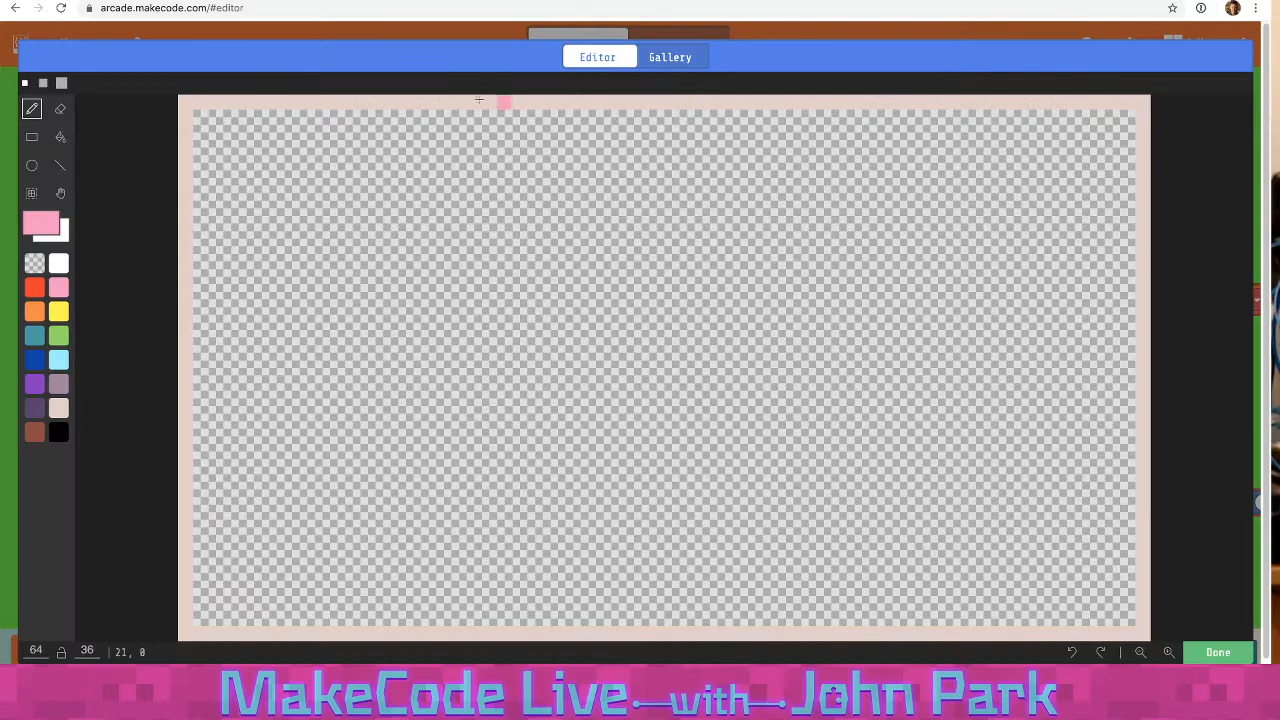 arcade.makecode.com/#editor
Editor Gallery
64 36 21, 0 Done
MakeCode Live with John Park